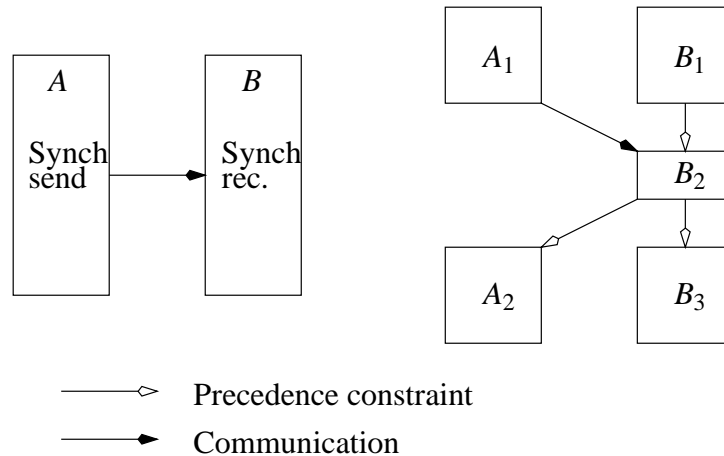 A
Synch
send
B
Synch
rec.
A1
B1
B2
A2
B3
Precedence constraint
Communication